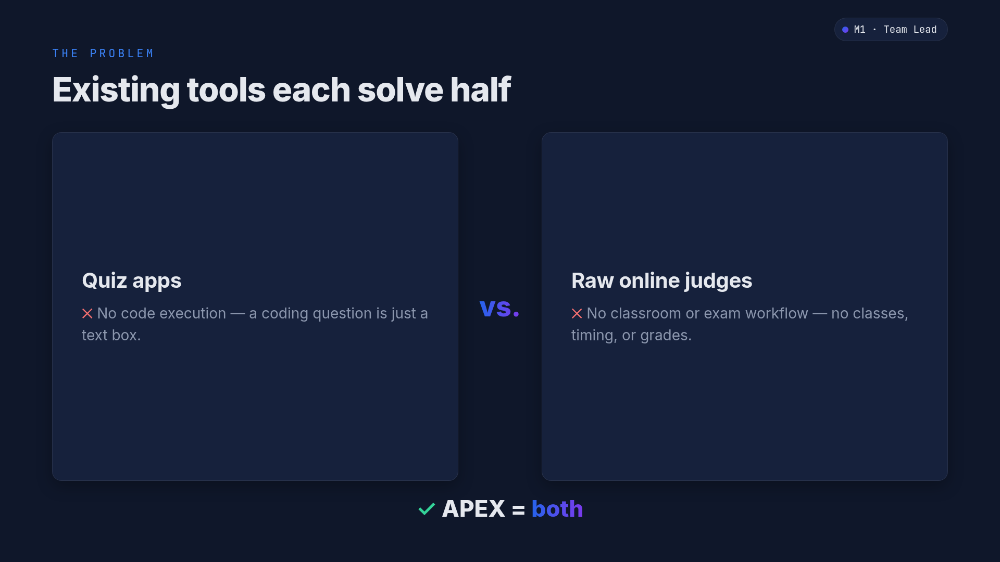 M1 · Team Lead
THE PROBLEM
Existing tools each solve half
Quiz apps
✕ No code execution — a coding question is just a
text box.
vs.
Raw online judges
✕ No classroom or exam workflow — no classes,
timing, or grades.
✓ APEX = both